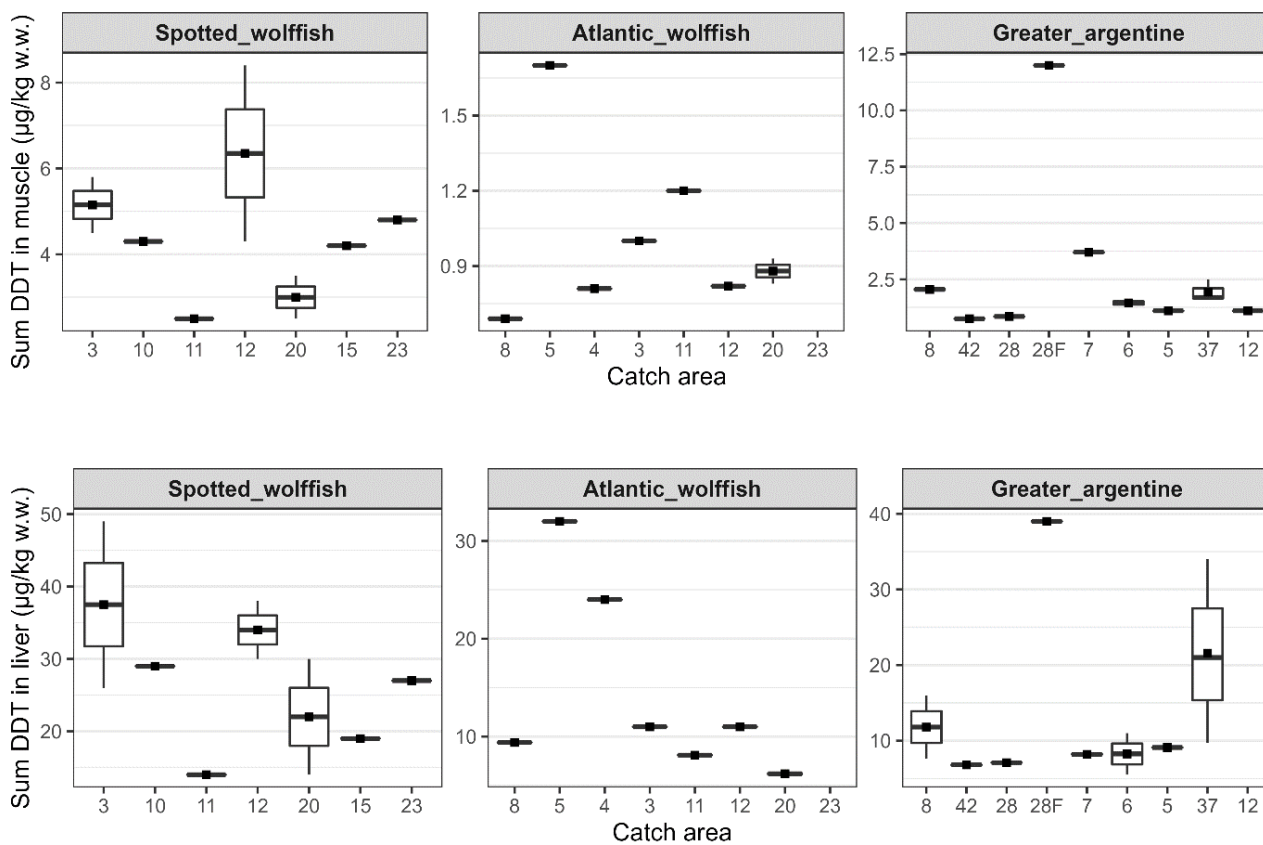 Spotted_wolffish Atlantic_wolffish Greater_argentine
Sum DDT in muscle (µg/kg w.w.)
8
6
4
3 10 11 12 20 15 23
1.5
1.2
0.9
8 5 4 3 11 12 20 23
12.5
10.0
7.5
5.0
2.5
8 42 28 28F 7 6 5 37 12
Catch area
Spotted_wolffish Atlantic_wolffish Greater_argentine
Sum DDT in liver (µg/kg w.w.)
50
40
30
20
3 10 11 12 20 15 23
30
20
10
8 5 4 3 11 12 20 23
40
30
20
10
8 42 28 28F 7 6 5 37 12
Catch area